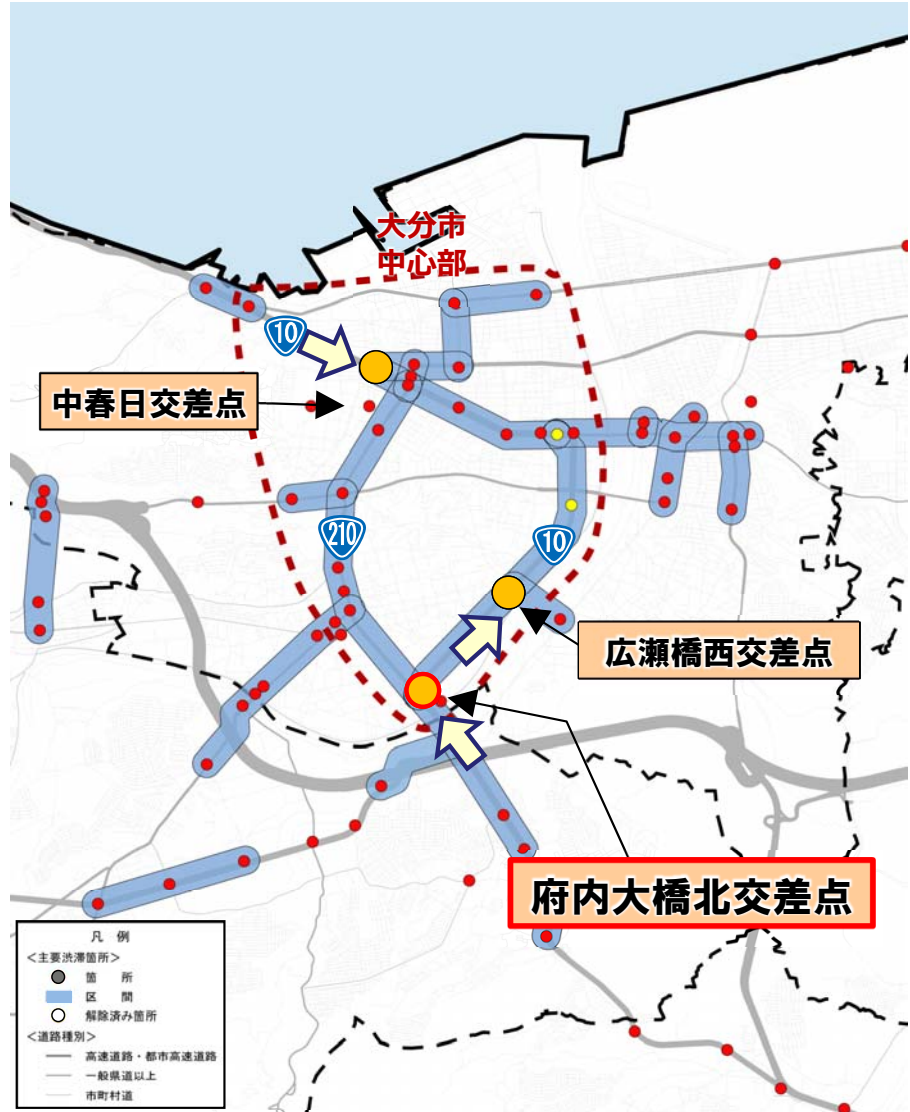 大分市
中心部
10
中春日交差点
210
10
広瀬橋西交差点
府内大橋北交差点
凡 例
<主要渋滞箇所>
箇 所
区 間
解除済み箇所
<道路種別>
高速道路・都市高速道路
一般県道以上
市町村道